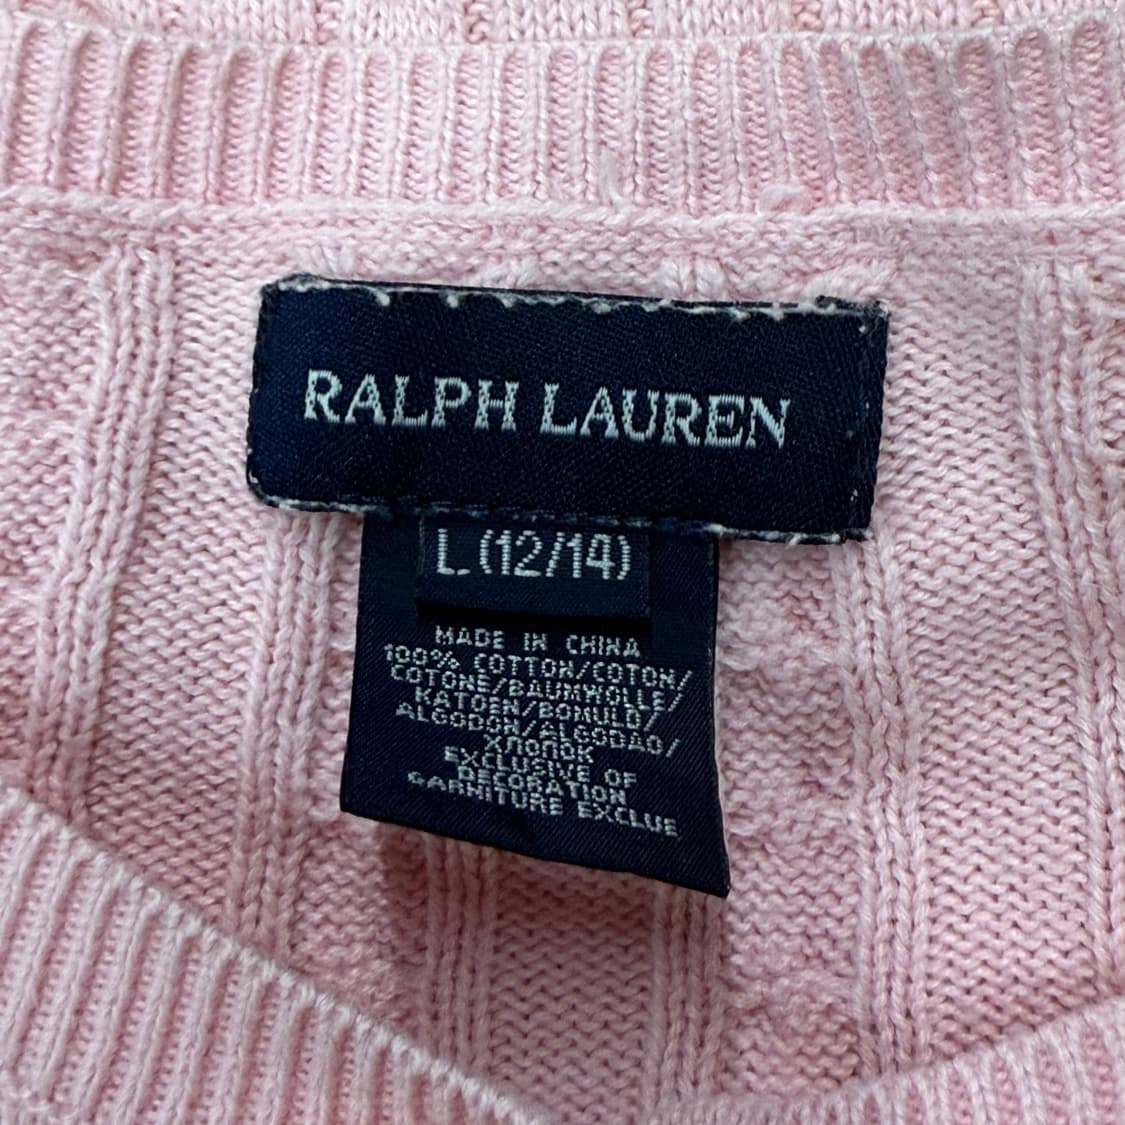 RALPH LAUREN
L (12/14)
MADE IN CHINA
100% COTTON/COTON/
COTONE/BAUMWOLLE/
KATOEN/BOMULD/
ALGODON/ALGODAO/
ХЛОПОК
EXCLUSIVE OF
DECORATION
GARNITURE EXCLUE